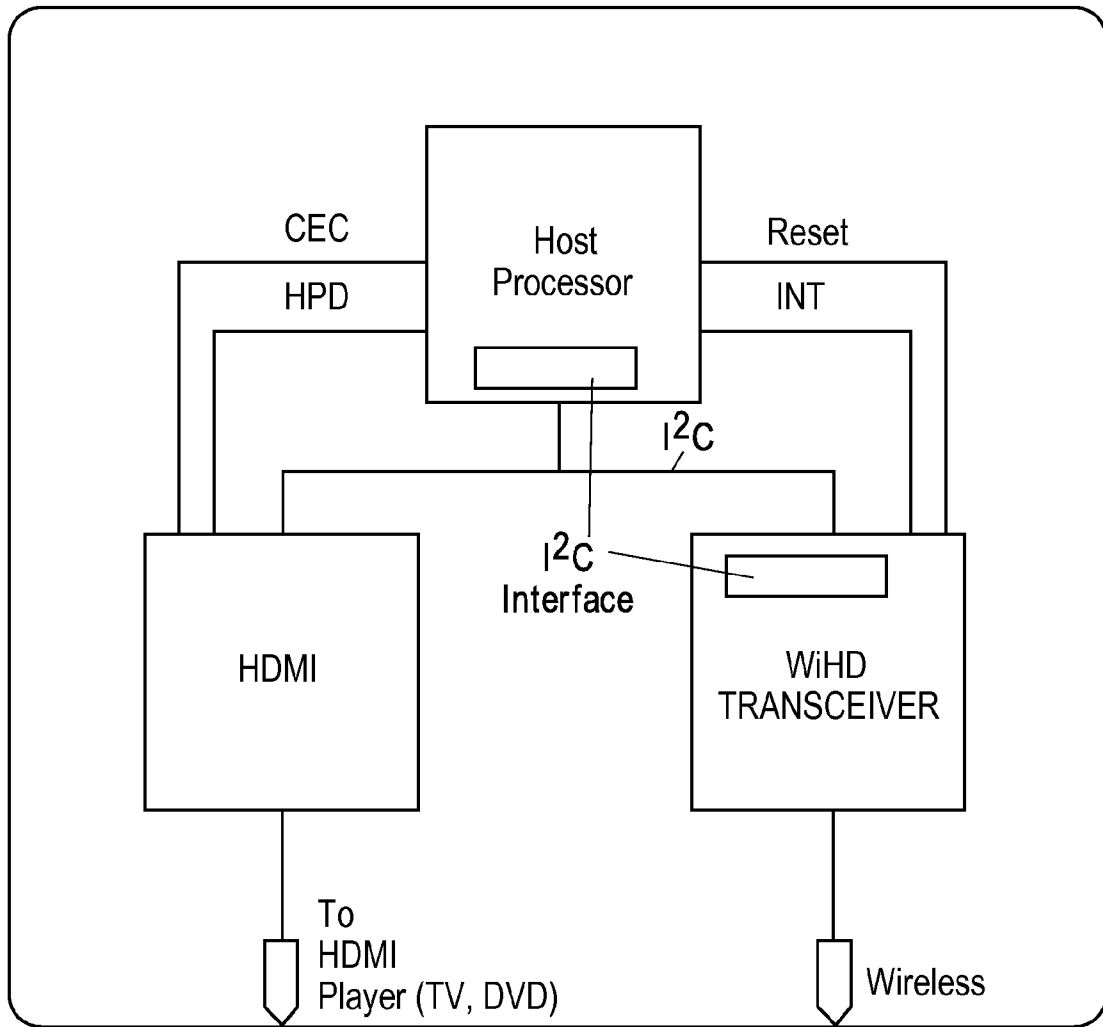 CEC
HPD
Host
Processor
Reset
INT
I²C
I²C
Interface
HDMI
WiHD
TRANSCEIVER
To
HDMI
Player (TV, DVD)
Wireless